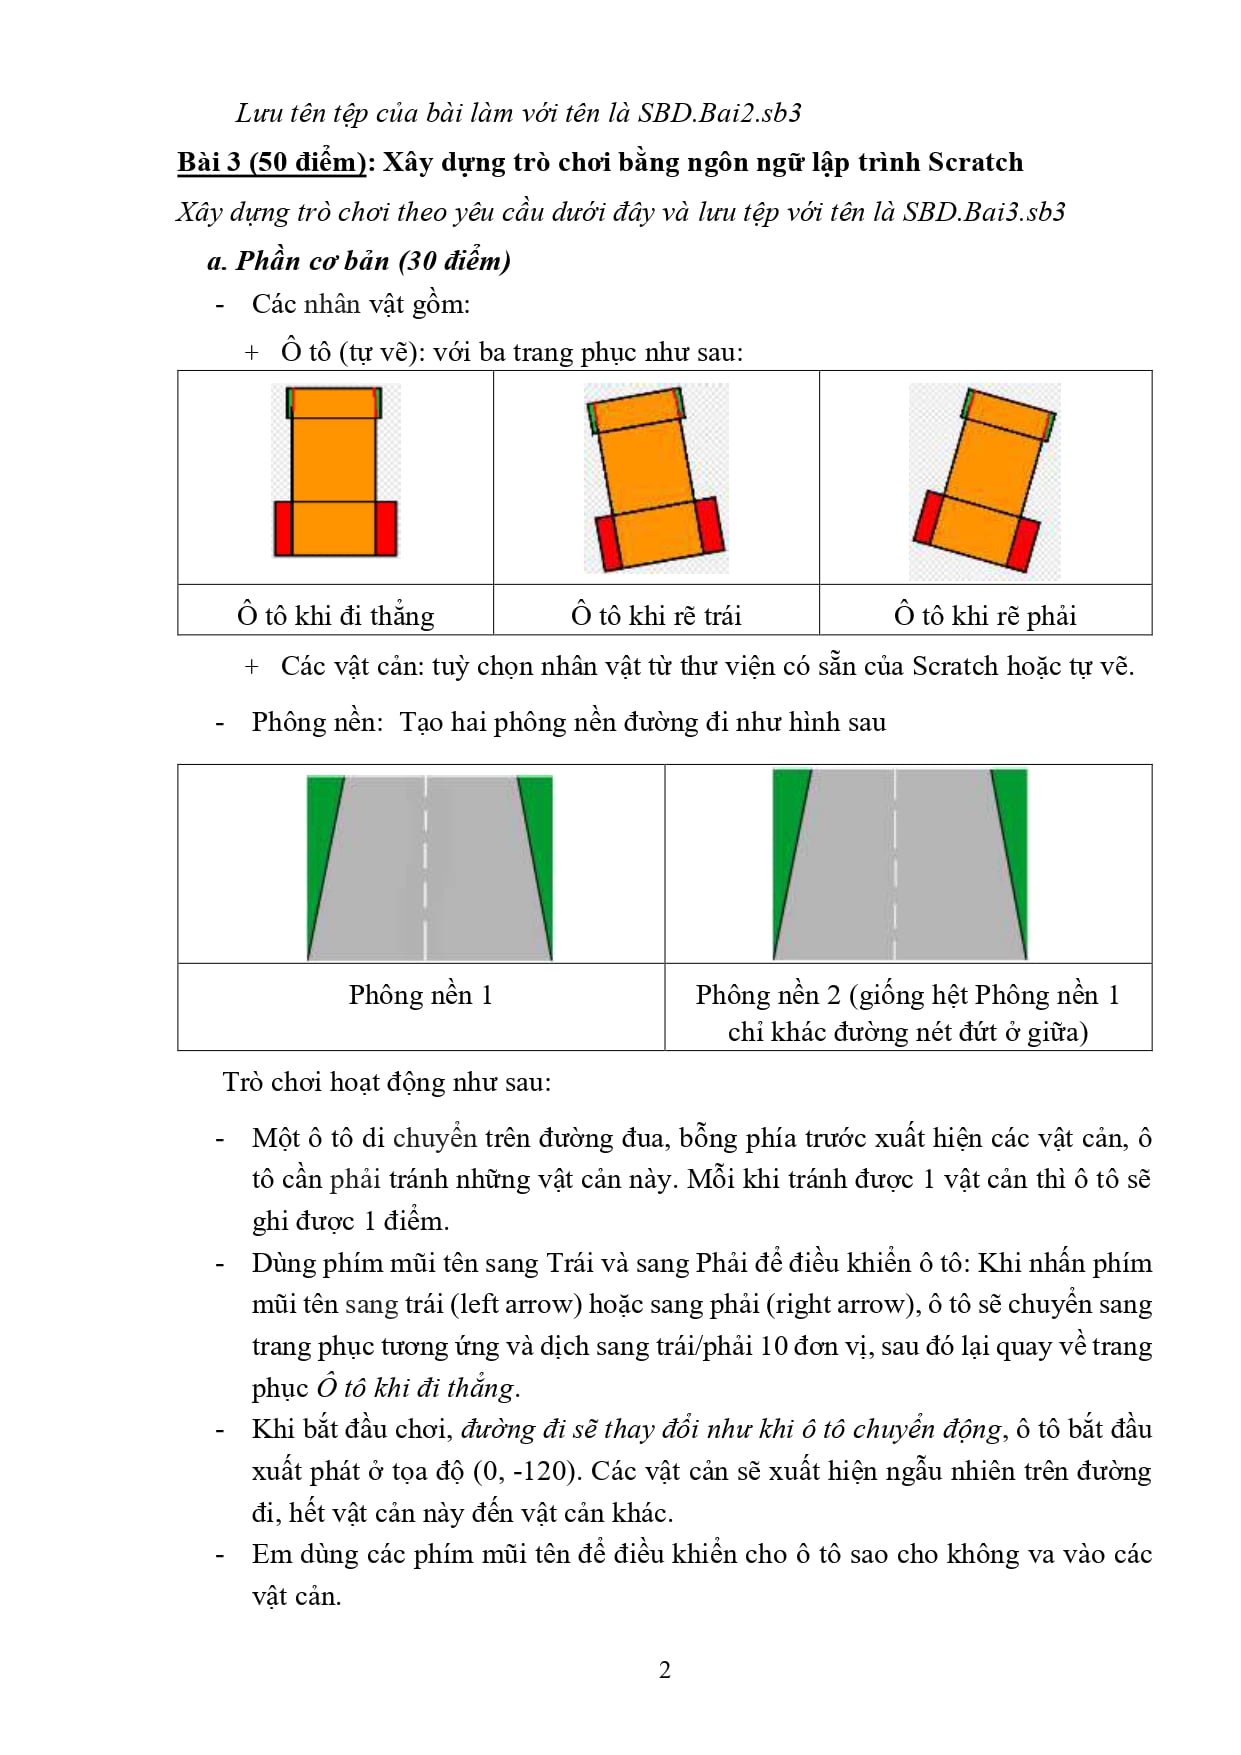 Lưu tên tệp của bài làm với tên là SBD.Bai2.sb3
Bài 3 (50 điểm): Xây dựng trò chơi bằng ngôn ngữ lập trình Scratch
Xây dựng trò chơi theo yêu cầu dưới đây và lưu tệp với tên là SBD.Bai3.sb3
a. Phần cơ bản (30 điểm)
- Các nhân vật gồm:
+ Ô tô (tự vẽ): với ba trang phục như sau:
Ô tô khi đi thẳng
Ô tô khi rẽ trái
Ô tô khi rẽ phải
+ Các vật cản: tuỳ chọn nhân vật từ thư viện có sẵn của Scratch hoặc tự vẽ.
- Phông nền: Tạo hai phông nền đường đi như hình sau
Phông nền 1
Phông nền 2 (giống hệt Phông nền 1
chỉ khác đường nét đứt ở giữa)
Trò chơi hoạt động như sau:
- Một ô tô di chuyển trên đường đua, bỗng phía trước xuất hiện các vật cản, ô
tô cần phải tránh những vật cản này. Mỗi khi tránh được 1 vật cản thì ô tô sẽ
ghi được 1 điểm.
- Dùng phím mũi tên sang Trái và sang Phải để điều khiển ô tô: Khi nhấn phím
mũi tên sang trái (left arrow) hoặc sang phải (right arrow), ô tô sẽ chuyển sang
trang phục tương ứng và dịch sang trái/phải 10 đơn vị, sau đó lại quay về trang
phục Ô tô khi đi thẳng.
- Khi bắt đầu chơi, đường đi sẽ thay đổi như khi ô tô chuyển động, ô tô bắt đầu
xuất phát ở tọa độ (0, -120). Các vật cản sẽ xuất hiện ngẫu nhiên trên đường
đi, hết vật cản này đến vật cản khác.
- Em dùng các phím mũi tên để điều khiển cho ô tô sao cho không va vào các
vật cản.
2